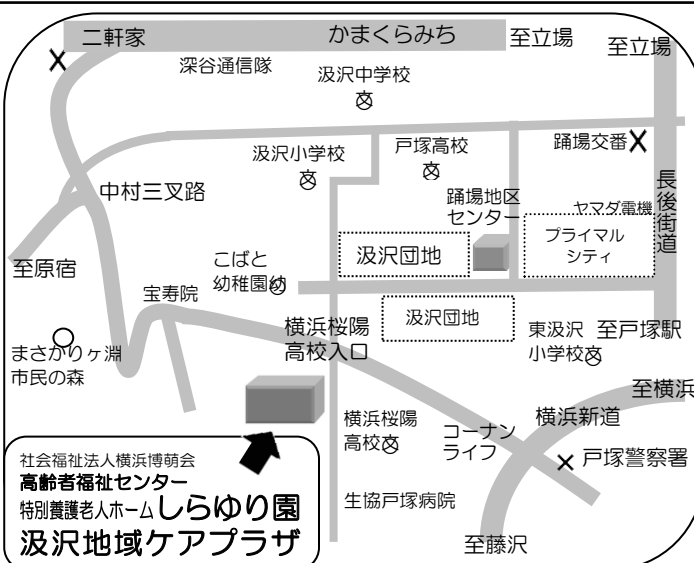 二軒家
かまくらみち
至立場
至立場
深谷通信隊
汲沢中学校
汲沢小学校
戸塚高校
踊場交番
中村三叉路
踊場地区
センター
ヤマダ電機
長後街道
プライマル
シティ
汲沢団地
至原宿
こばと
幼稚園幼
宝寿院
横浜桜陽
高校入口
汲沢団地
東汲沢
小学校
至戸塚駅
まさかりヶ淵
市民の森
至横浜
横浜桜陽
高校
コーナン
ライフ
横浜新道
戸塚警察署
生協戸塚病院
至藤沢
社会福祉法人横浜博萌会
高齢者福祉センター
特別養護老人ホームしらゆり園
汲沢地域ケアプラザ